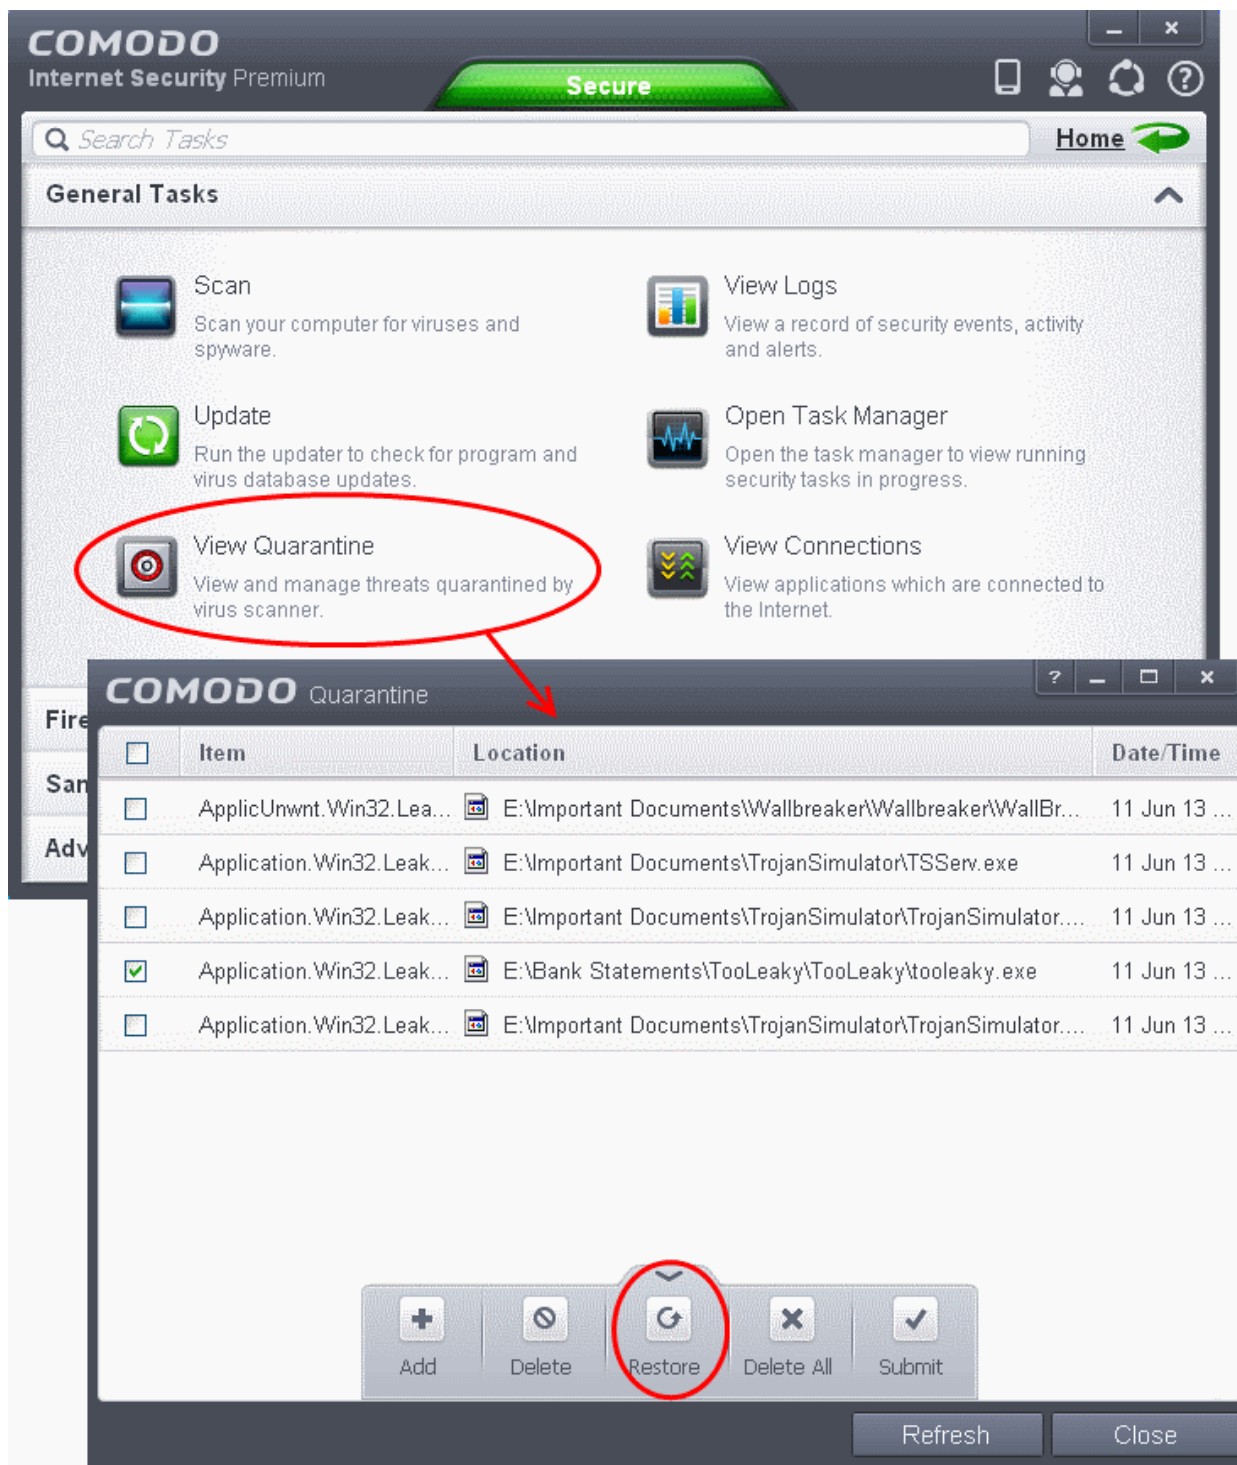 COMODO
Internet Security Premium
Secure
Search Tasks
Home
General Tasks
Scan
Scan your computer for viruses and
spyware.
View Logs
View a record of security events, activity
and alerts.
Update
Run the updater to check for program and
virus database updates.
Open Task Manager
Open the task manager to view running
security tasks in progress.
View Quarantine
View and manage threats quarantined by
virus scanner.
View Connections
View applications which are connected to
the Internet.
Fire
San
Adv
COMODO Quarantine
Item Location Date/Time
ApplicUnwnt.Win32.Lea... E:\Important Documents\Wallbreaker\Wallbreaker\WallBr... 11 Jun 13 ...
Application.Win32.Leak... E:\Important Documents\TrojanSimulator\TSServ.exe 11 Jun 13 ...
Application.Win32.Leak... E:\Important Documents\TrojanSimulator\TrojanSimulator.... 11 Jun 13 ...
Application.Win32.Leak... E:\Bank Statements\TooLeaky\TooLeaky\tooleaky.exe 11 Jun 13 ...
Application.Win32.Leak... E:\Important Documents\TrojanSimulator\TrojanSimulator.... 11 Jun 13 ...
Add Delete Restore Delete All Submit
Refresh Close